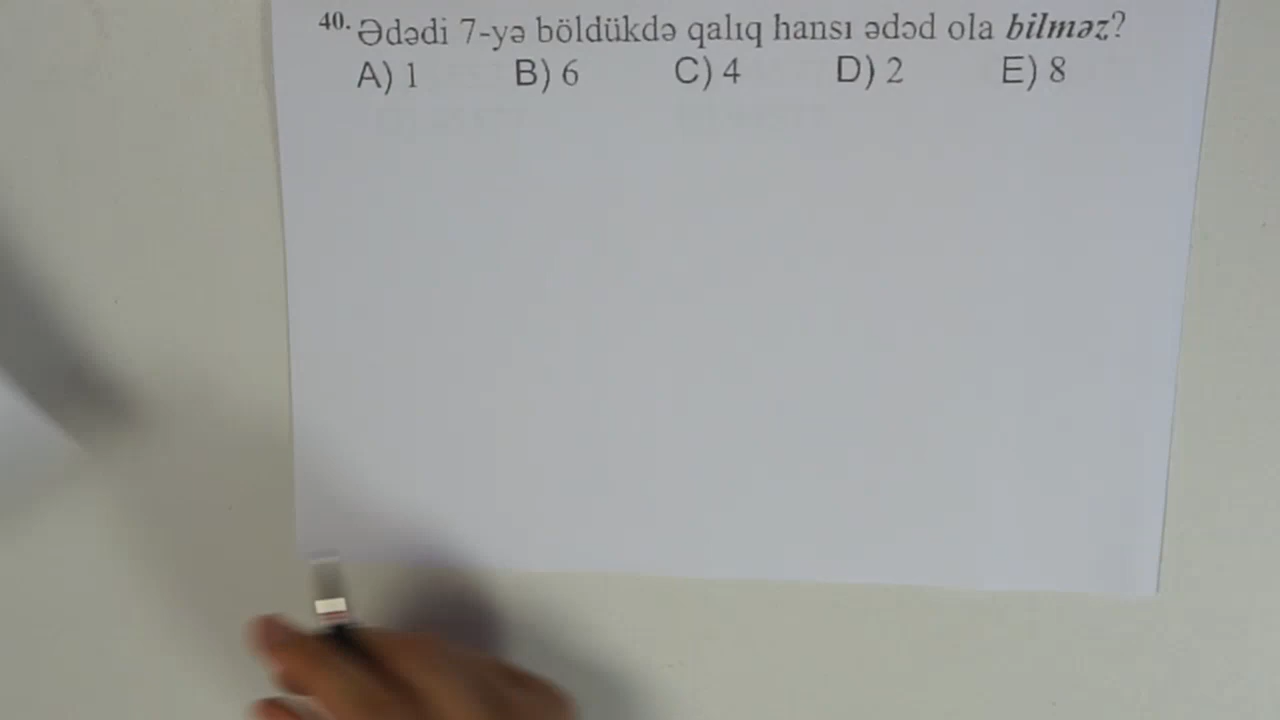 40. Ədədi 7-yə böldükdə qalıq hansı ədəd ola bilməz?
A) 1 B) 6 C) 4 D) 2 E) 8